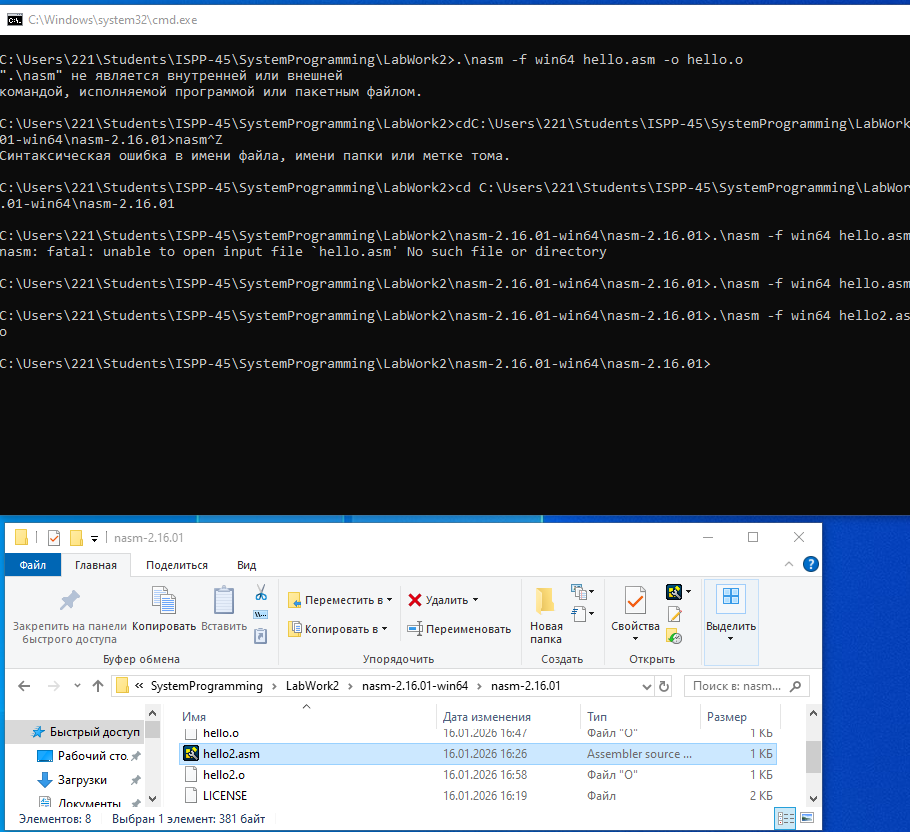 C:\Windows\system32\cmd.exe
C:\Users\221\Students\ISPP-45\SystemProgramming\LabWork2>.\nasm -f win64 hello.asm -o hello.o
".\nasm" не является внутренней или внешней
командой, исполняемой программой или пакетным файлом.
C:\Users\221\Students\ISPP-45\SystemProgramming\LabWork2>cdC:\Users\221\Students\ISPP-45\SystemProgramming\LabWork
01-win64\nasm-2.16.01>nasm^Z
Синтаксическая ошибка в имени файла, имени папки или метке тома.
C:\Users\221\Students\ISPP-45\SystemProgramming\LabWork2>cd C:\Users\221\Students\ISPP-45\SystemProgramming\LabWor
.01-win64\nasm-2.16.01
C:\Users\221\Students\ISPP-45\SystemProgramming\LabWork2\nasm-2.16.01-win64\nasm-2.16.01>.\nasm -f win64 hello.asm
nasm: fatal: unable to open input file `hello.asm' No such file or directory
C:\Users\221\Students\ISPP-45\SystemProgramming\LabWork2\nasm-2.16.01-win64\nasm-2.16.01>.\nasm -f win64 hello.asm
C:\Users\221\Students\ISPP-45\SystemProgramming\LabWork2\nasm-2.16.01-win64\nasm-2.16.01>.\nasm -f win64 hello2.as
o
C:\Users\221\Students\ISPP-45\SystemProgramming\LabWork2\nasm-2.16.01-win64\nasm-2.16.01>
nasm-2.16.01
Файл Главная Поделиться Вид
Закрепить на панели быстрого доступа
Копировать
Вставить
Переместить в
Копировать в
Удалить
Переименовать
Новая папка
Свойства
Выделить
Буфер обмена Упорядочить Создать Открыть
« SystemProgramming › LabWork2 › nasm-2.16.01-win64 › nasm-2.16.01
Поиск в: nasm...
Быстрый доступ
Рабочий сто.
Загрузки
Документы
Имя Дата изменения Тип Размер
hello.o 16.01.2026 16:47 Файл "O" 1 КБ
hello2.asm 16.01.2026 16:26 Assembler source ... 1 КБ
hello2.o 16.01.2026 16:58 Файл "O" 1 КБ
LICENSE 16.01.2026 16:19 Файл 2 КБ
Элементов: 8 Выбран 1 элемент: 381 байт